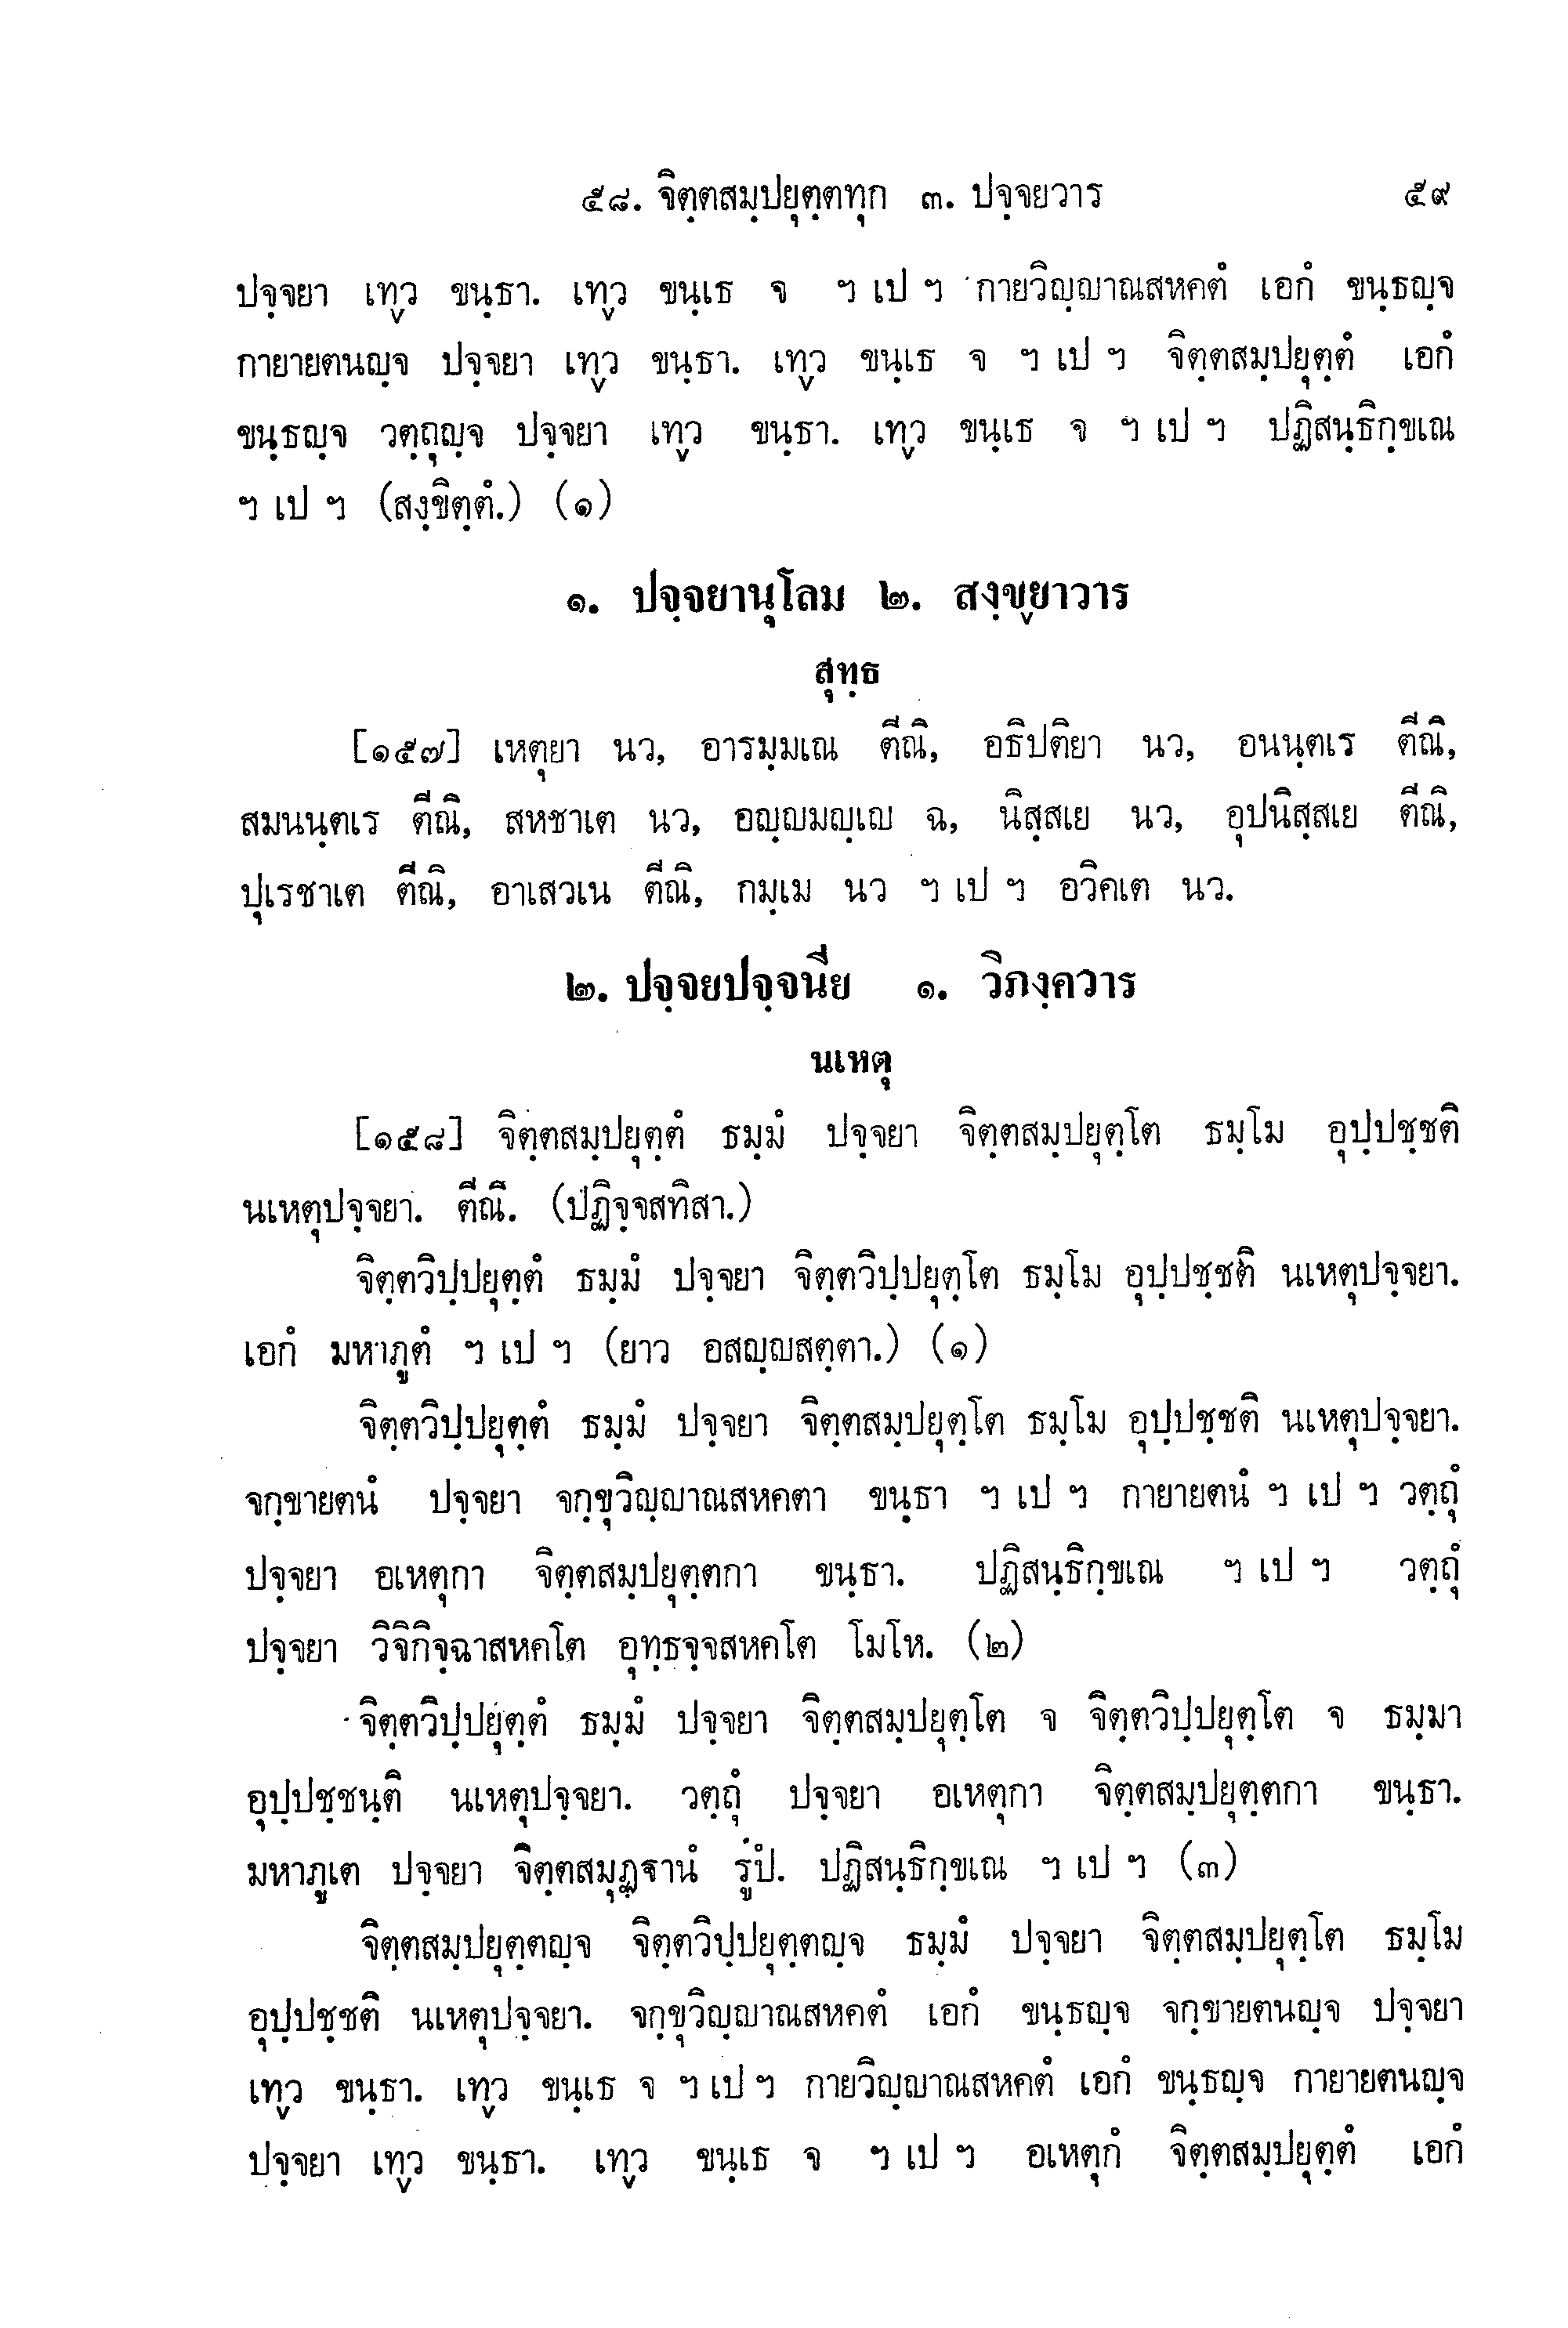 ๕๘. จิตฺตสมฺปยุตฺตทุก ๓. ปจฺจยวาร ๕๙
ปจฺจยา เทฺว ขนฺธา. เทฺว ขนฺเธ จ ฯ เป ฯ กายวิญฺญาณสหคตํ เอกํ ขนฺธญฺจ
กายายตนญฺจ ปจฺจยา เทฺว ขนฺธา. เทฺว ขนฺเธ จ ฯ เป ฯ จิตฺตสมฺปยุตฺตํ เอกํ
ขนฺธญฺจ วตฺถุญฺจ ปจฺจยา เทฺว ขนฺธา. เทฺว ขนฺเธ จ ฯ เป ฯ ปฏิสนฺธิกฺขเณ
ฯ เป ฯ (สงฺขิตฺตํ.) (๑)
๑. ปจฺจยานุโลม ๒. สงฺขฺยาวาร
สุทฺธ
[๑๕๗] เหตุยา นว, อารมฺมเณ ตีณิ, อธิปติยา นว, อนนฺตเร ตีณิ,
สมนนฺตเร ตีณิ, สหชาเต นว, อญฺญมญฺเญ ฉ, นิสฺสเย นว, อุปนิสฺสเย ตีณิ,
ปุเรชาเต ตีณิ, อาเสวเน ตีณิ, กมฺเม นว ฯ เป ฯ อวิคเต นว.
๒. ปจฺจยปจฺจนีย ๑. วิภงฺควาร
นเหตุ
[๑๕๘] จิตฺตสมฺปยุตฺตํ ธมฺมํ ปจฺจยา จิตฺตสมฺปยุตฺโต ธมฺโม อุปฺปชฺชติ
นเหตุปจฺจยา. ตีณิ. (ปฏิจฺจสทิสา.)
จิตฺตวิปฺปยุตฺตํ ธมฺมํ ปจฺจยา จิตฺตวิปฺปยุตฺโต ธมฺโม อุปฺปชฺชติ นเหตุปจฺจยา.
เอกํ มหาภูตํ ฯ เป ฯ (ยาว อสญฺญสตฺตา.) (๑)
จิตฺตวิปฺปยุตฺตํ ธมฺมํ ปจฺจยา จิตฺตสมฺปยุตฺโต ธมฺโม อุปฺปชฺชติ นเหตุปจฺจยา.
จกฺขายตนํ ปจฺจยา จกฺขุวิญฺญาณสหคตา ขนฺธา ฯ เป ฯ กายายตนํ ฯ เป ฯ วตฺถุํ
ปจฺจยา อเหตุกา จิตฺตสมฺปยุตฺตกา ขนฺธา. ปฏิสนฺธิกฺขเณ ฯ เป ฯ วตฺถุํ
ปจฺจยา วิจิกิจฺฉาสหคโต อุทฺธจฺจสหคโต โมโห. (๒)
จิตฺตวิปฺปยุตฺตํ ธมฺมํ ปจฺจยา จิตฺตสมฺปยุตฺโต จ จิตฺตวิปฺปยุตฺโต จ ธมฺมา
อุปฺปชฺชนฺติ นเหตุปจฺจยา. วตฺถุํ ปจฺจยา อเหตุกา จิตฺตสมฺปยุตฺตกา ขนฺธา.
มหาภูเต ปจฺจยา จิตฺตสมุฏฺฐานํ รูปํ. ปฏิสนฺธิกฺขเณ ฯ เป ฯ (๓)
จิตฺตสมฺปยุตฺตญฺจ จิตฺตวิปฺปยุตฺตญฺจ ธมฺมํ ปจฺจยา จิตฺตสมฺปยุตฺโต ธมฺโม
อุปฺปชฺชติ นเหตุปจฺจยา. จกฺขุวิญฺญาณสหคตํ เอกํ ขนฺธญฺจ จกฺขายตนญฺจ ปจฺจยา
เทฺว ขนฺธา. เทฺว ขนฺเธ จ ฯ เป ฯ กายวิญฺญาณสหคตํ เอกํ ขนฺธญฺจ กายายตนญฺจ
ปจฺจยา เทฺว ขนฺธา. เทฺว ขนฺเธ จ ฯ เป ฯ อเหตุกํ จิตฺตสมฺปยุตฺตํ เอกํ